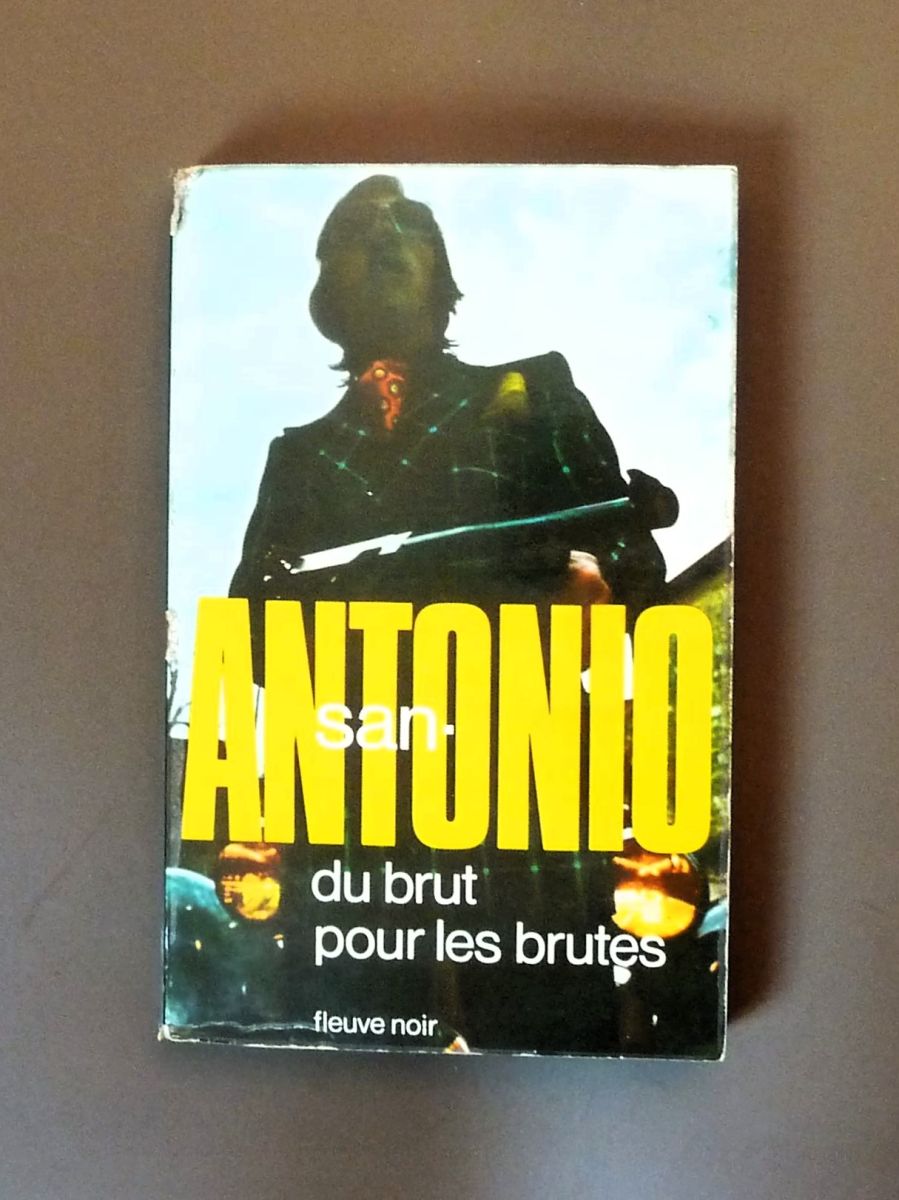 san-
ANTONIO
du brut
pour les brutes
fleuve noir